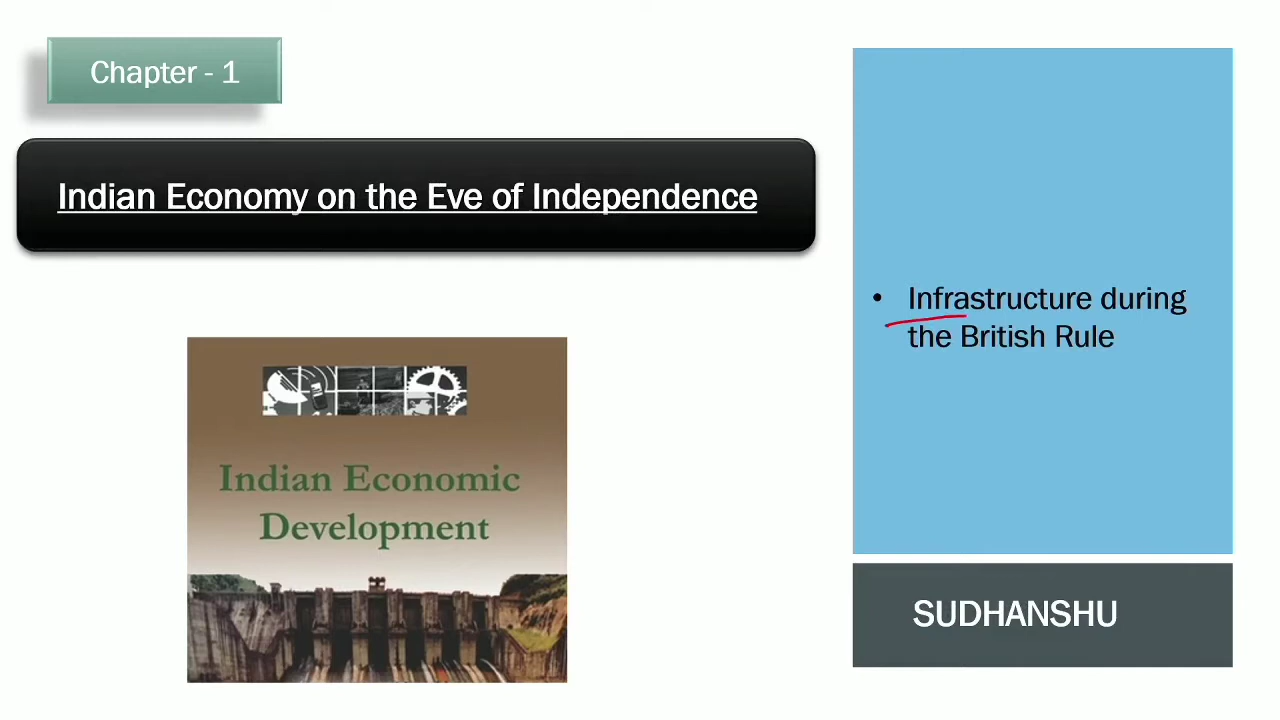 Chapter - 1
Indian Economy on the Eve of Independence
Indian Economic
Development
• Infrastructure during
the British Rule
SUDHANSHU